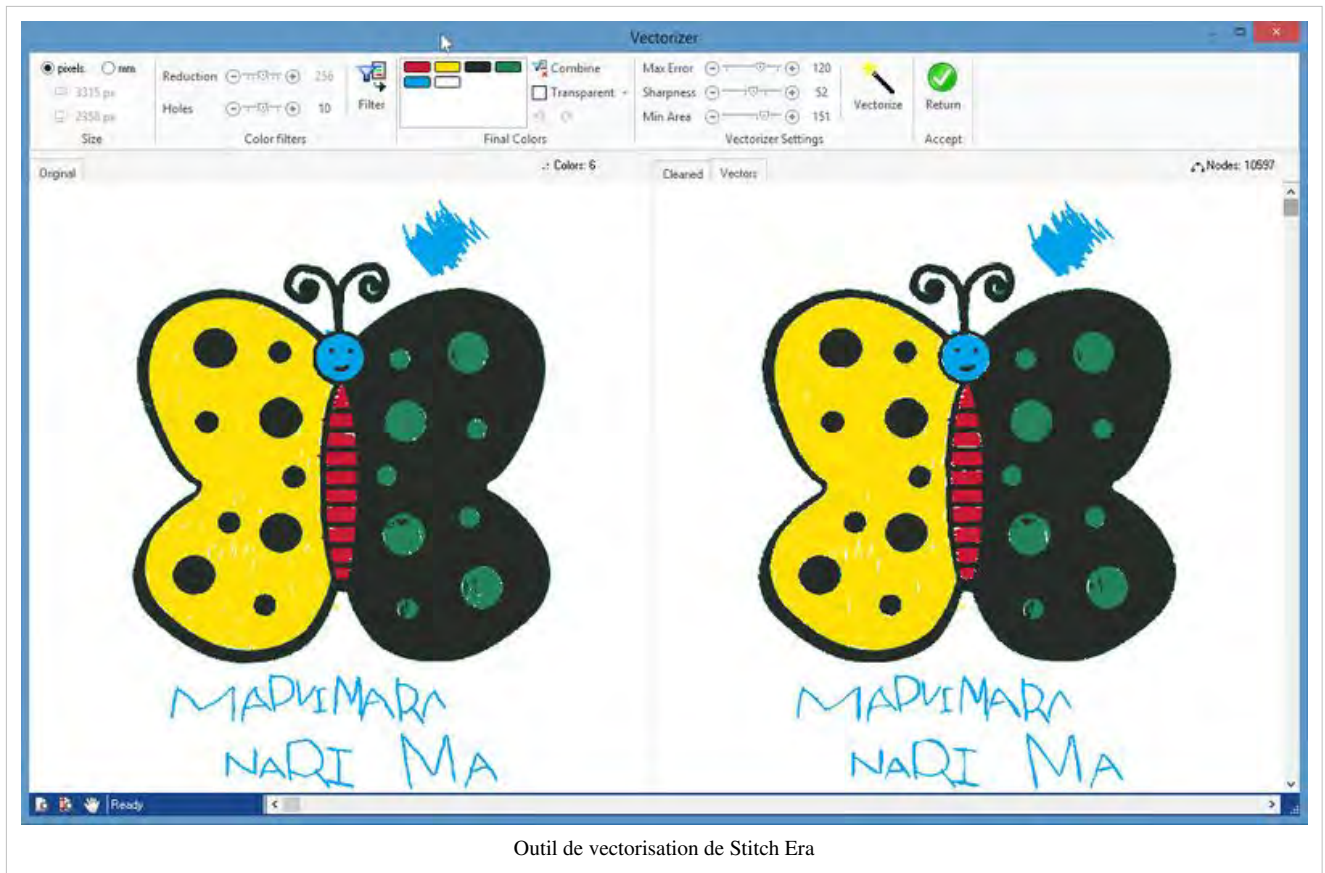 Vectorizer
pixels mm
3315 px
2358 px
Size
Reduction 256
Holes 10
Filter
Color filters
Combine
Transparent
Final Colors
Max Error 120
Sharpness 52
Min Area 151
Vectorize
Vectorizer Settings
Return
Accept
Original
.: Colors: 6
Cleaned Vectors
Nodes: 10597
MAPVIMARA
NARI MA
MAPVIMARA
NARI MA
Ready
Outil de vectorisation de Stitch Era